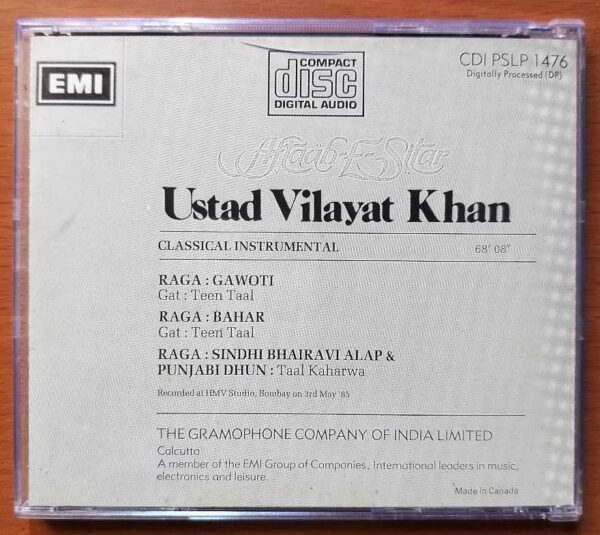 EMI
COMPACT
disc
DIGITAL AUDIO
CDI PSLP 1476
Digitally Processed (DP)
Aftaab-E-Sitar
Ustad Vilayat Khan
CLASSICAL INSTRUMENTAL 68' 08"
RAGA : GAWOTI
Gat : Teen Taal
RAGA : BAHAR
Gat : Teen Taal
RAGA : SINDHI BHAIRAVI ALAP &
PUNJABI DHUN : Taal Kaharwa
Recorded at HMV Studio, Bombay on 3rd May '85
THE GRAMOPHONE COMPANY OF INDIA LIMITED
Calcutta
A member of the EMI Group of Companies. International leaders in music,
electronics and leisure.
Made in Canada